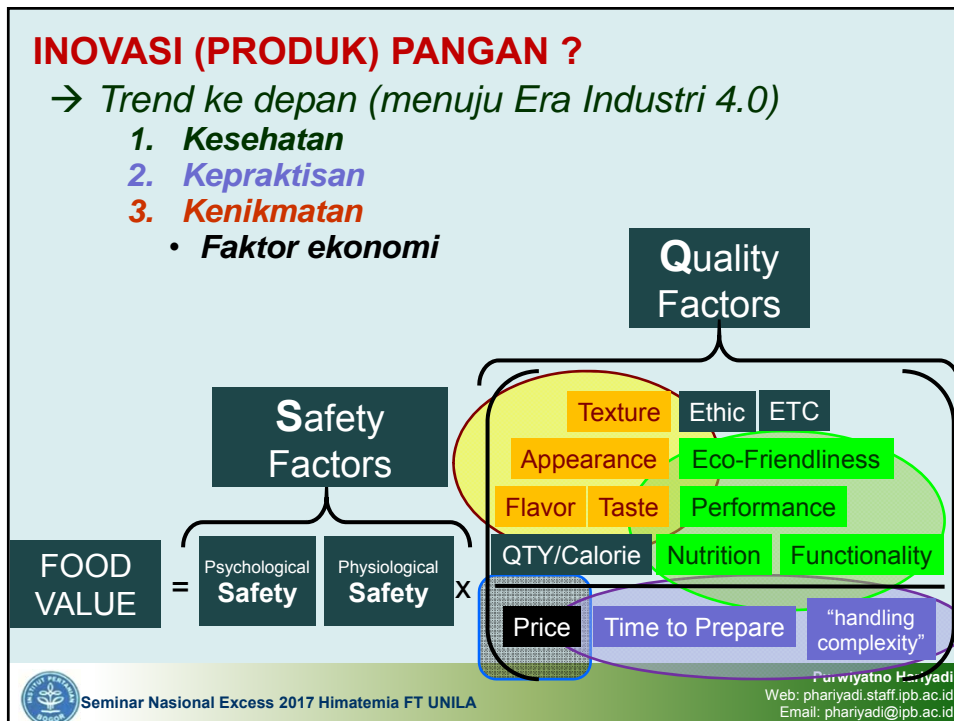 INOVASI (PRODUK) PANGAN ?
→ Trend ke depan (menuju Era Industri 4.0)
1. Kesehatan
2. Kepraktisan
3. Kenikmatan
• Faktor ekonomi
Quality
Factors
Safety
Factors
Texture Ethic ETC
Appearance Eco-Friendliness
Flavor Taste Performance
QTY/Calorie Nutrition Functionality
FOOD
VALUE
=
Psychological
Safety
Physiological
Safety
x
Price Time to Prepare “handling
complexity”
INSTITUT PERTANIAN
BOGOR
Seminar Nasional Excess 2017 Himatemia FT UNILA
Purwiyatno Hariyadi
Web: phariyadi.staff.ipb.ac.id
Email: phariyadi@ipb.ac.id